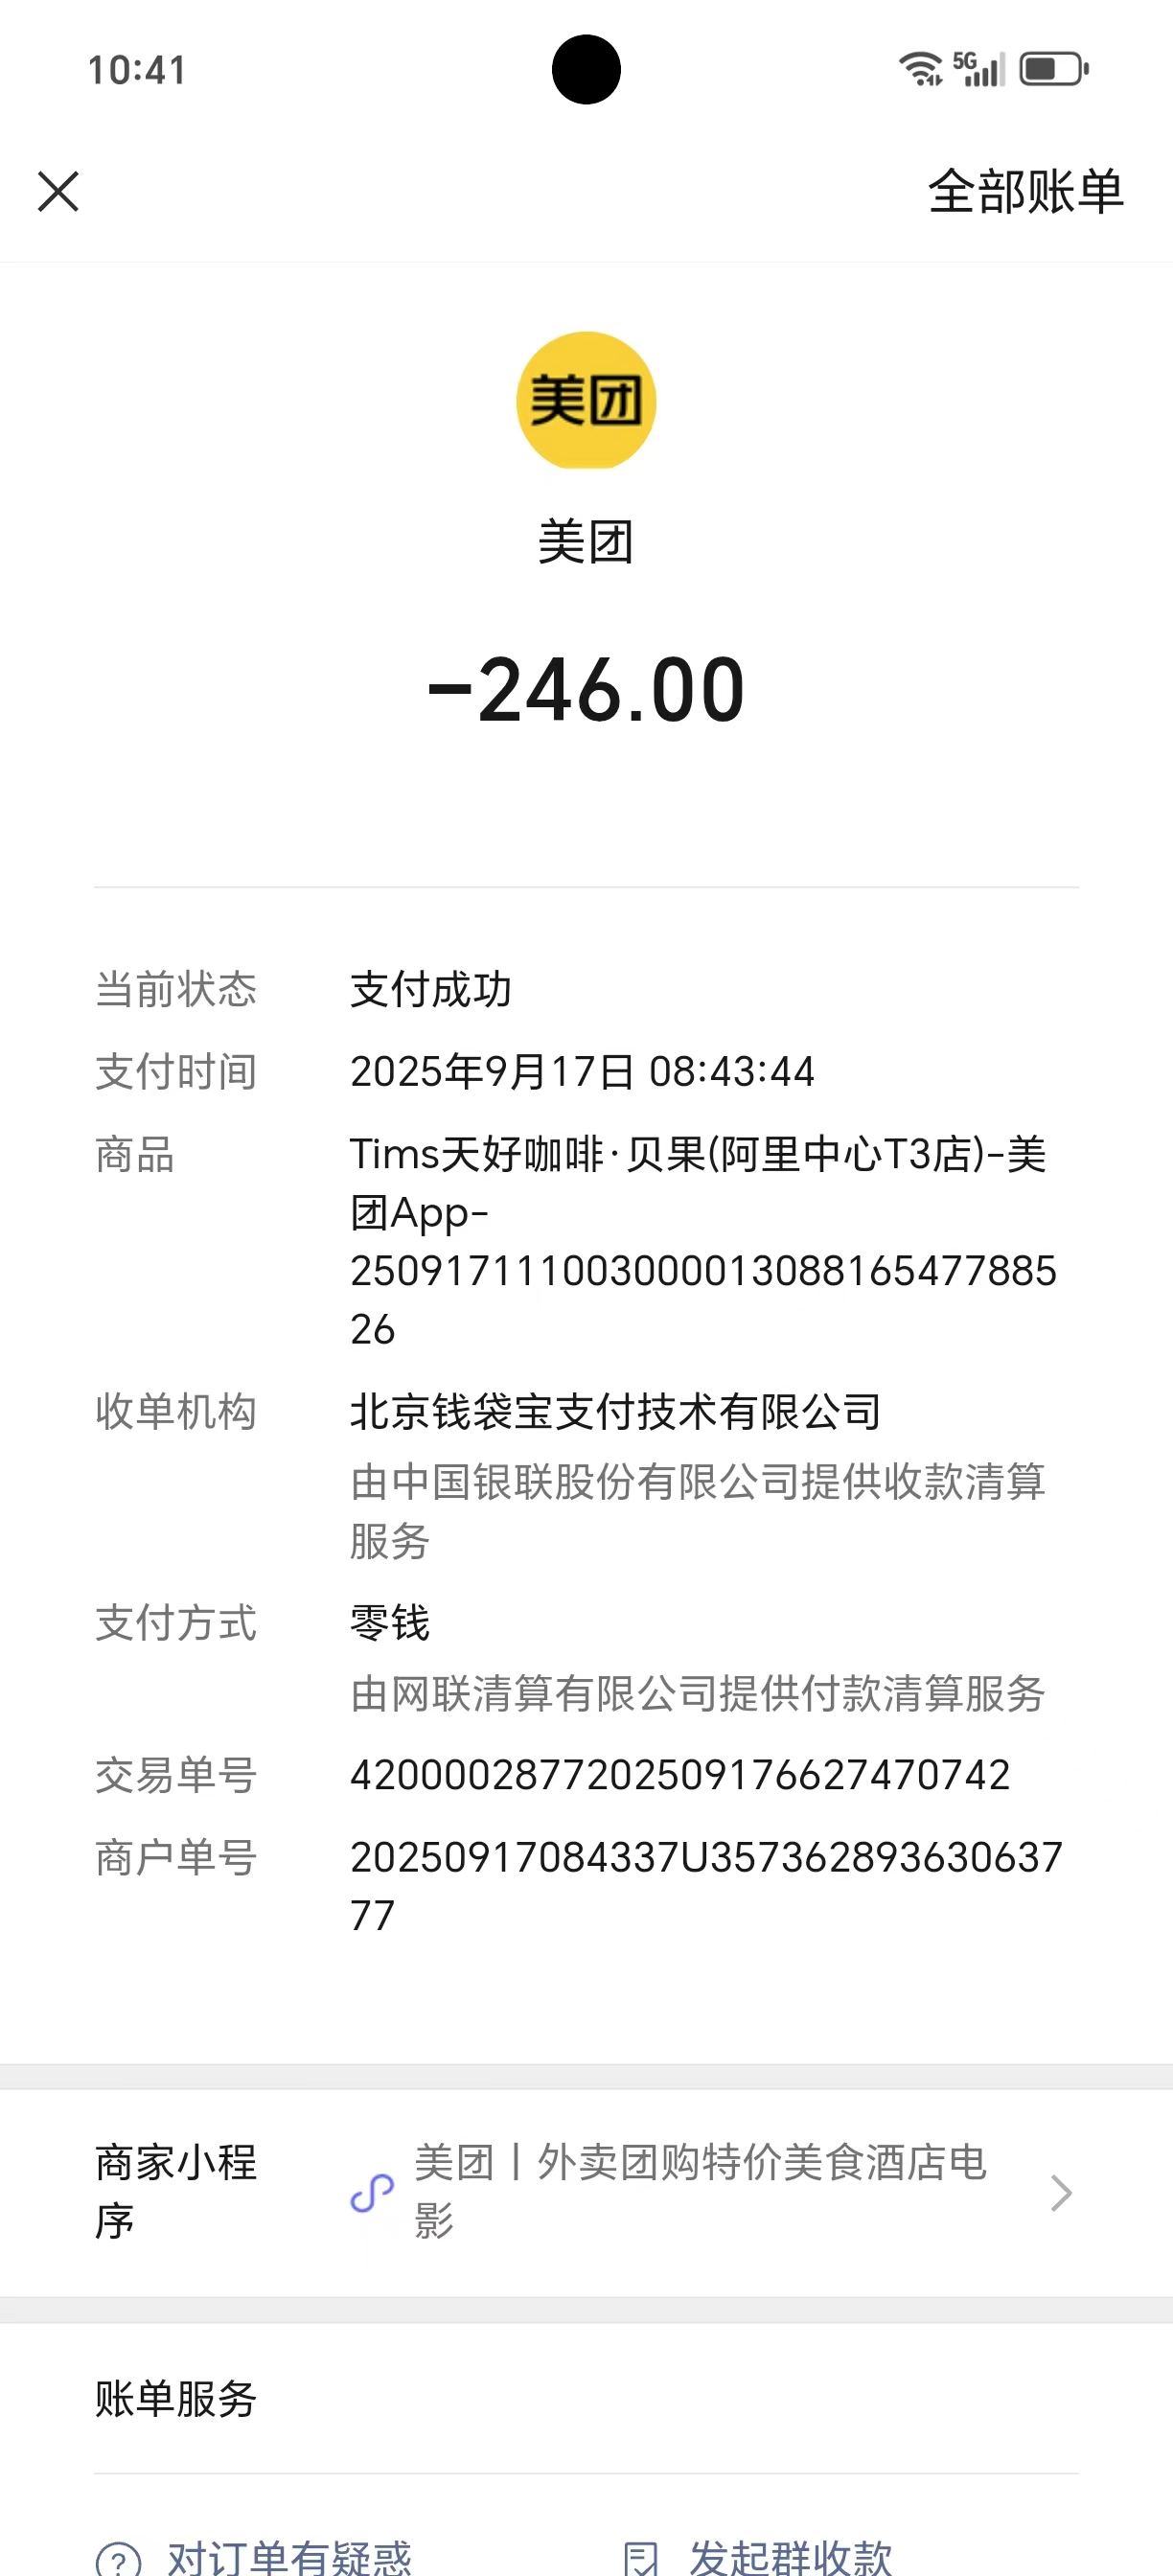 10:41
5G
全部账单
美团
美团
-246.00
当前状态 支付成功
支付时间 2025年9月17日 08:43:44
商品 Tims天好咖啡·贝果(阿里中心T3店)-美
团App-
25091711100300001308816547788​5
26
收单机构 北京钱袋宝支付技术有限公司
由中国银联股份有限公司提供收款清算
服务
支付方式 零钱
由网联清算有限公司提供付款清算服务
交易单号 4200002877202509176627470742
商户单号 20250917084337U357362893630637
77
商家小程 美团丨外卖团购特价美食酒店电
序 影
账单服务
对订单有疑惑 发起群收款